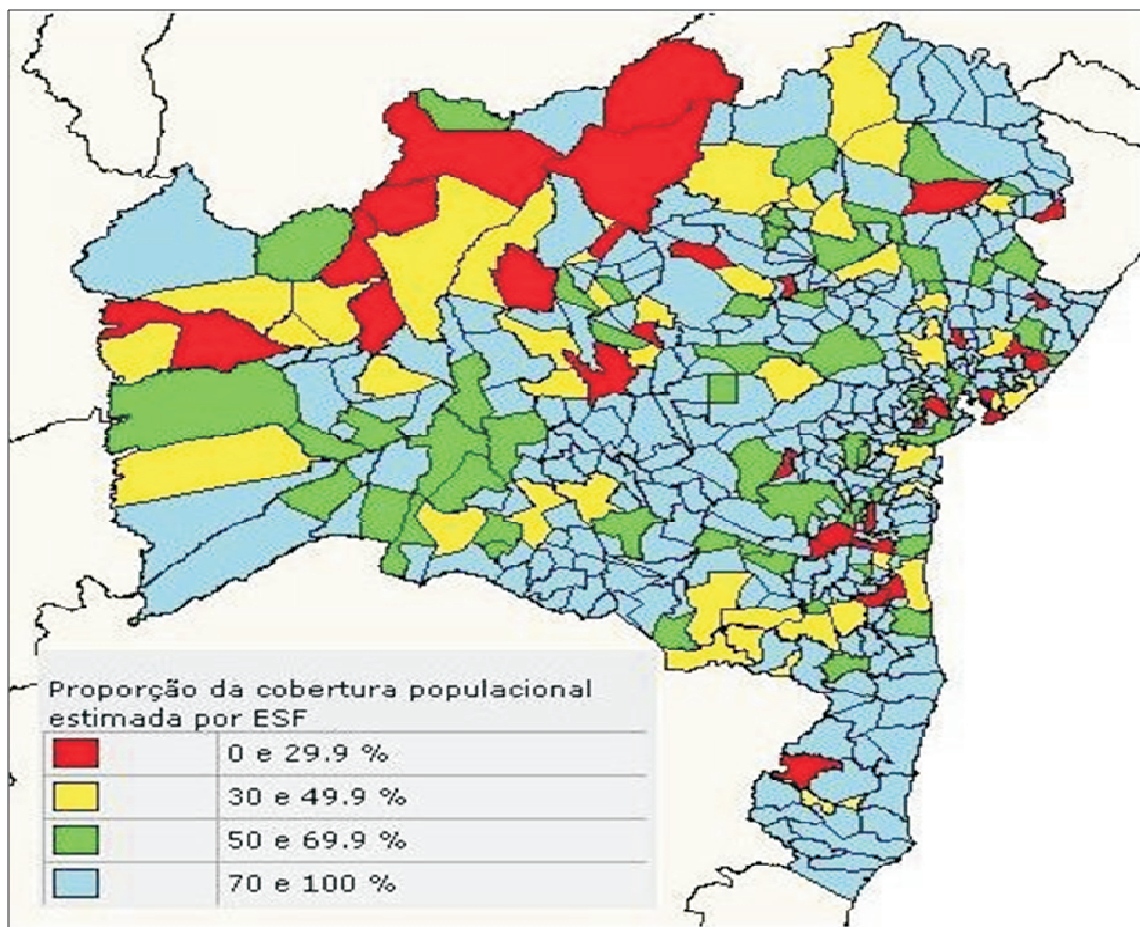 Proporção da cobertura populacional
estimada por ESF
0 e 29.9 %
30 e 49.9 %
50 e 69.9 %
70 e 100 %